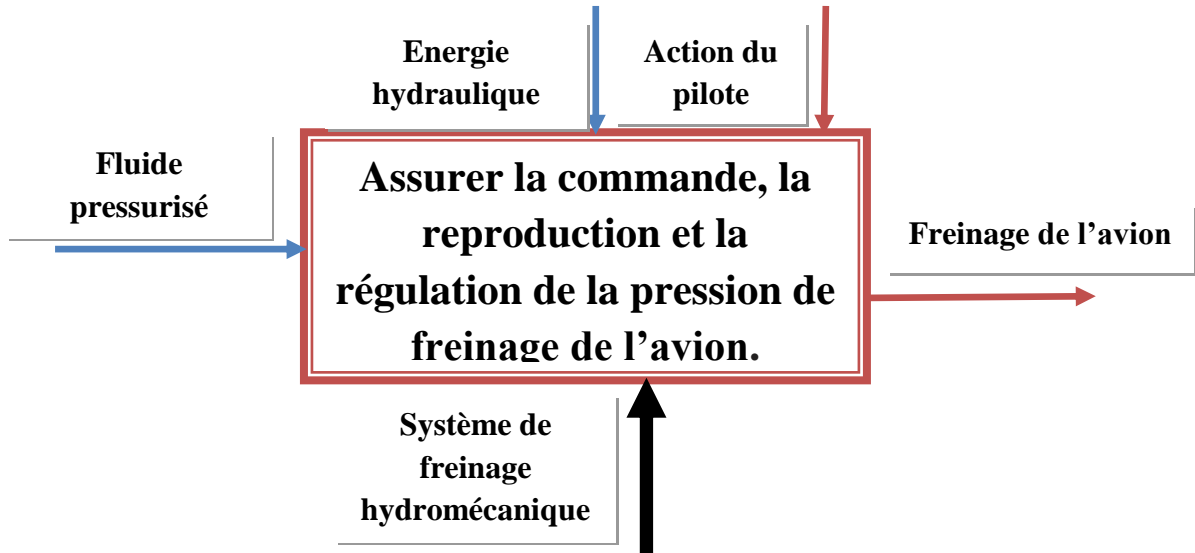 Energie
hydraulique
Action du
pilote
Fluide
pressurisé
Assurer la commande, la
reproduction et la
régulation de la pression de
freinage de l’avion.
Freinage de l’avion
Système de
freinage
hydromécanique